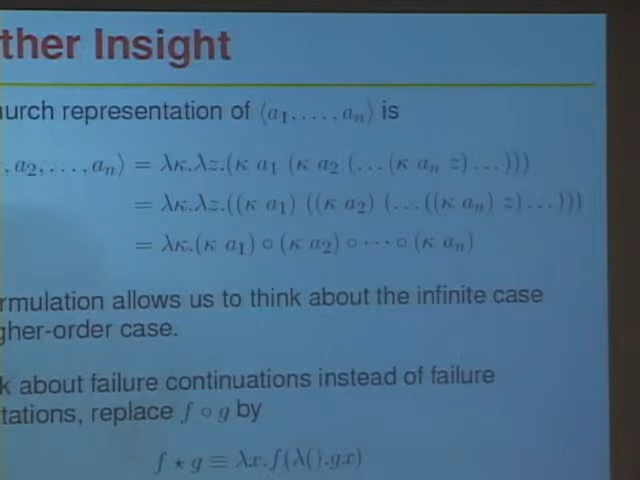 ther Insight
urch representation of ⟨a₁, . . . , aₙ⟩ is
, a₂, . . . , aₙ⟩ = λκ.λz.(κ a₁ (κ a₂ (. . . (κ aₙ z) . . . )))
= λκ.λz.((κ a₁) ((κ a₂) (. . . ((κ aₙ) z) . . . )))
= λκ.(κ a₁) ∘ (κ a₂) ∘ · · · ∘ (κ aₙ)
rmulation allows us to think about the infinite case
gher-order case.
k about failure continuations instead of failure
tations, replace f ∘ g by
f ⋆ g ≡ λx.f(λ().gx)